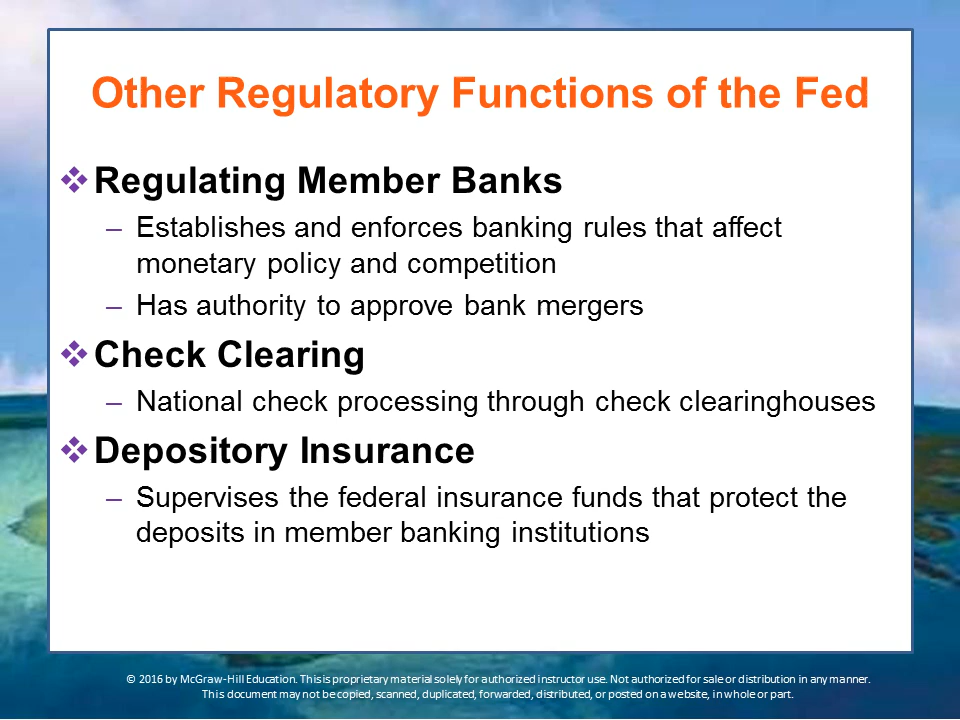 Other Regulatory Functions of the Fed
❖ Regulating Member Banks
– Establishes and enforces banking rules that affect
monetary policy and competition
– Has authority to approve bank mergers
❖ Check Clearing
– National check processing through check clearinghouses
❖ Depository Insurance
– Supervises the federal insurance funds that protect the
deposits in member banking institutions
© 2016 by McGraw-Hill Education. This is proprietary material solely for authorized instructor use. Not authorized for sale or distribution in any manner.
This document may not be copied, scanned, duplicated, forwarded, distributed, or posted on a website, in whole or part.